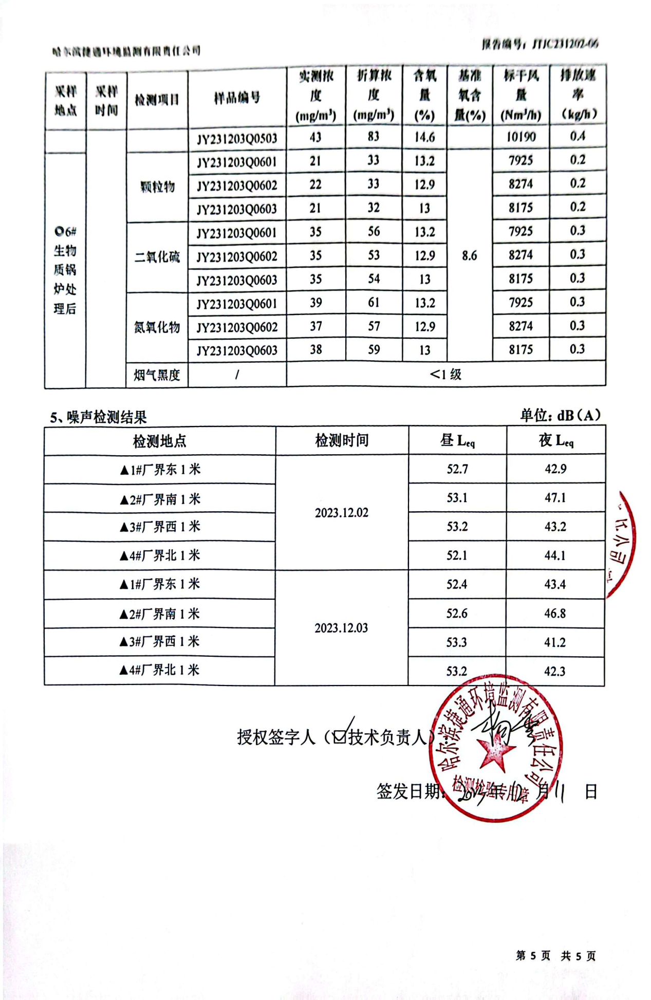 哈尔滨捷通环境监测有限责任公司 报告编号：JTJC231202-06
采样地点 采样时间 检测项目 样品编号 实测浓度(mg/m³) 折算浓度(mg/m³) 含氧量(%) 基准氧含量(%) 标干风量(Nm³/h) 排放速率（kg/h）
JY231203Q0503 43 83 14.6 10190 0.4
◎6#生物质锅炉处理后 颗粒物 JY231203Q0601 21 33 13.2 8.6 7925 0.2
JY231203Q0602 22 33 12.9 8274 0.2
JY231203Q0603 21 32 13 8175 0.2
二氧化硫 JY231203Q0601 35 56 13.2 7925 0.3
JY231203Q0602 35 53 12.9 8274 0.3
JY231203Q0603 35 54 13 8175 0.3
氮氧化物 JY231203Q0601 39 61 13.2 7925 0.3
JY231203Q0602 37 57 12.9 8274 0.3
JY231203Q0603 38 59 13 8175 0.3
烟气黑度 / ＜1 级
5、噪声检测结果 单位：dB（A）
检测地点 检测时间 昼 Leq 夜 Leq
▲1#厂界东 1 米 2023.12.02 52.7 42.9
▲2#厂界南 1 米 53.1 47.1
▲3#厂界西 1 米 53.2 43.2
▲4#厂界北 1 米 52.1 44.1
▲1#厂界东 1 米 2023.12.03 52.4 43.4
▲2#厂界南 1 米 52.6 46.8
▲3#厂界西 1 米 53.3 41.2
▲4#厂界北 1 米 53.2 42.3
公司
哈尔滨捷通环境监测有限责任公司
授权签字人（☑技术负责人）
检测检验专用章
签发日期：2023年12月11日
第 5 页 共 5 页